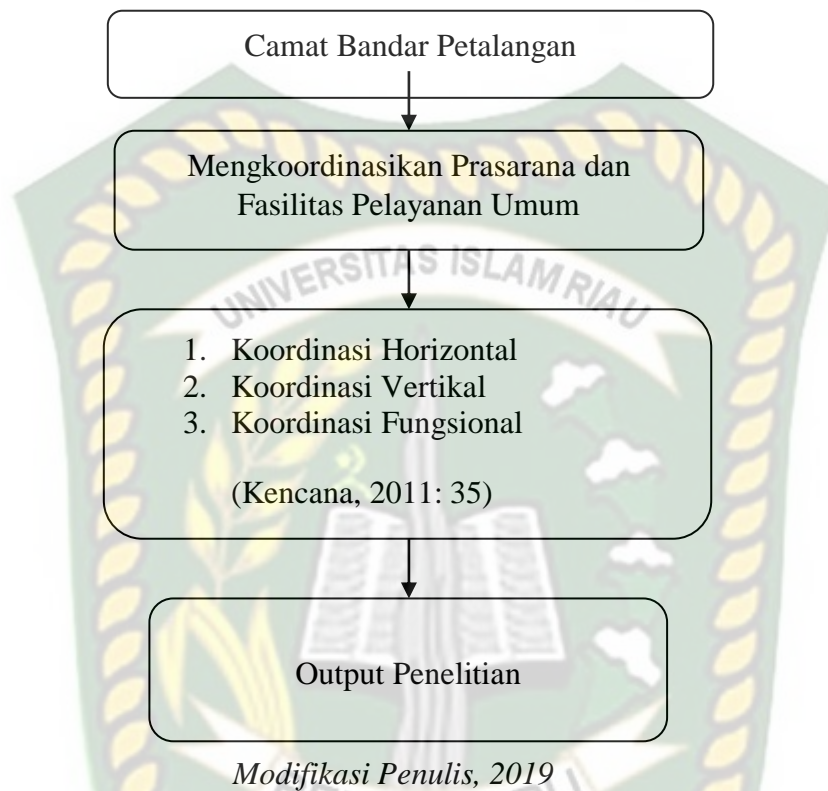 Camat Bandar Petalangan
Mengkoordinasikan Prasarana dan
Fasilitas Pelayanan Umum
UNIVERSITAS ISLAM RIAU
1. Koordinasi Horizontal
2. Koordinasi Vertikal
3. Koordinasi Fungsional
(Kencana, 2011: 35)
Output Penelitian
Modifikasi Penulis, 2019